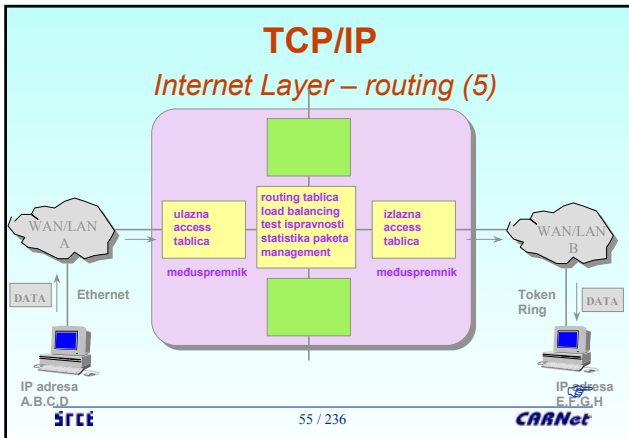 TCP/IP
Internet Layer – routing (5)
WAN/LAN
A
ulazna
access
tablica
međuspremnik
routing tablica
load balancing
test ispravnosti
statistika paketa
management
izlazna
access
tablica
međuspremnik
WAN/LAN
B
DATA
Ethernet
Token
Ring
DATA
IP adresa
A.B.C.D
IP adresa
E.F.G.H
srce
55 / 236
CARNet